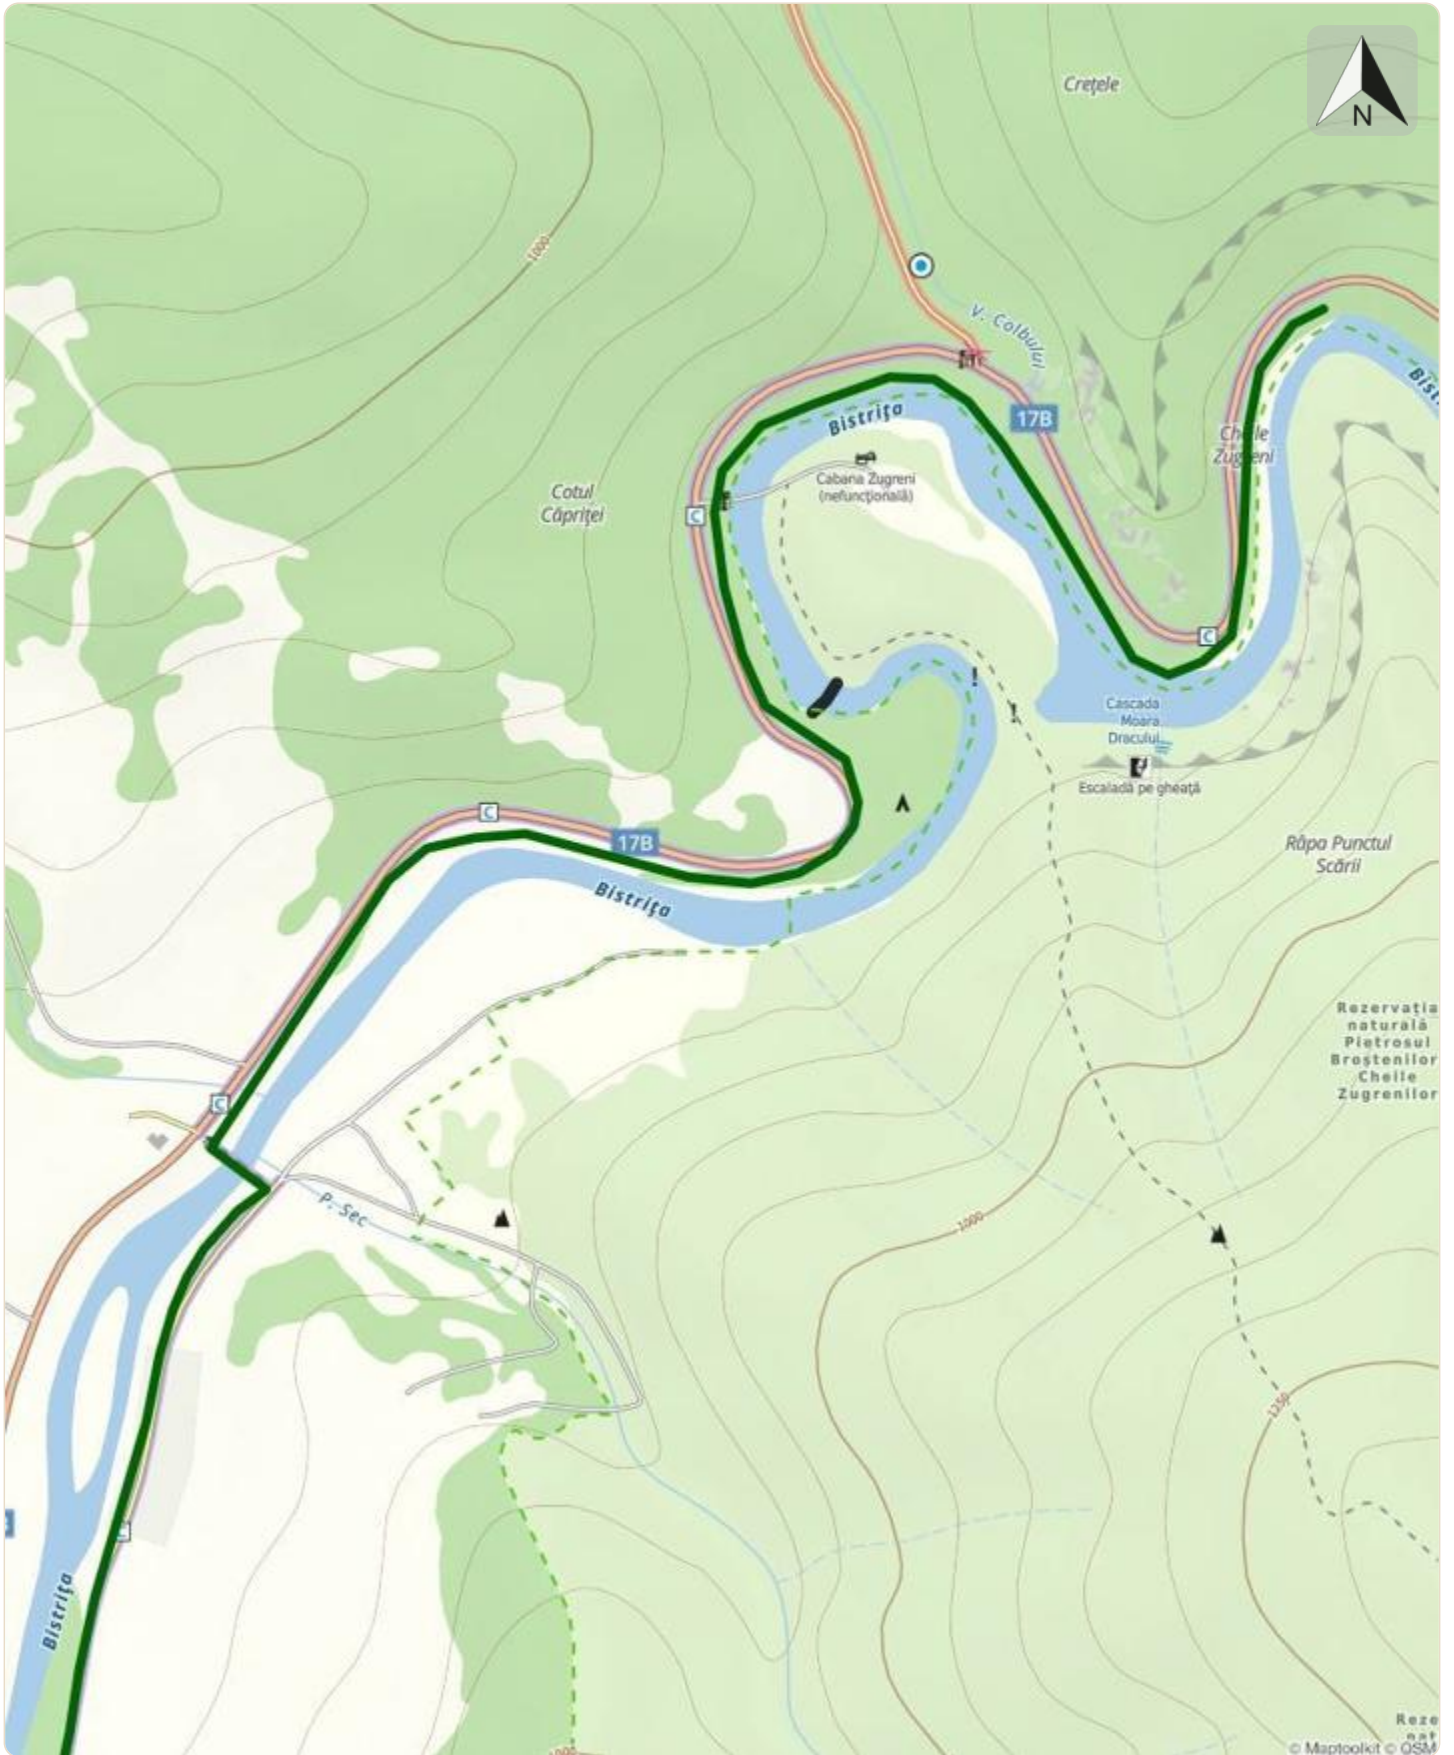 Crețele
N
1000
V. Colbului
17B
Bistrița
Cheile
Zugreni
Cabana Zugreni
(nefuncțională)
Cotul
Căpriței
C
C
!
!
Cascada
Moara
Dracului
Escaladă pe gheață
C
17B
Râpa Punctul
Scării
Bistrița
Rezervația
naturală
Pietrosul
Broștenilor
Cheile
Zugrenilor
C
P. Sec
1000
1250
C
Bistrița
1000
© Maptoolkit © OSM